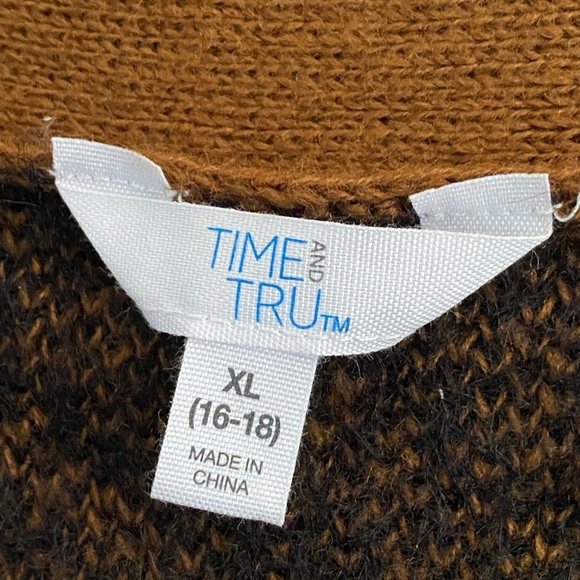 TIME AND
TRU™
XL
(16-18)
MADE IN
CHINA